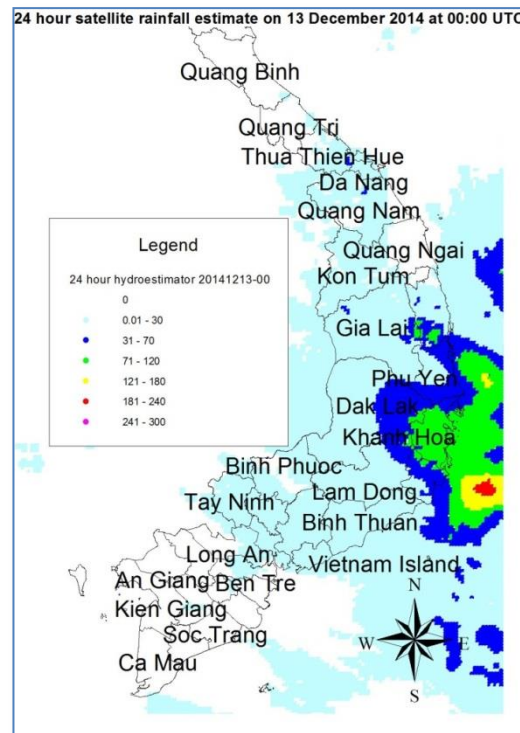 24 hour satellite rainfall estimate on 13 December 2014 at 00:00 UTC
Quang Binh
Quang Tri
Thua Thien Hue
Da Nang
Quang Nam
Quang Ngai
Kon Tum
Legend
24 hour hydroestimator 20141213-00
0
0.01 - 30
31 - 70
71 - 120
121 - 180
181 - 240
241 - 300
Gia Lai
Phu Yen
Dak Lak
Khanh Hoa
Binh Phuoc
Lam Dong
Tay Ninh
Binh Thuan
Long An
Vietnam Island
An Giang
Ben Tre
Kien Giang
Soc Trang
Ca Mau
N
W
E
S